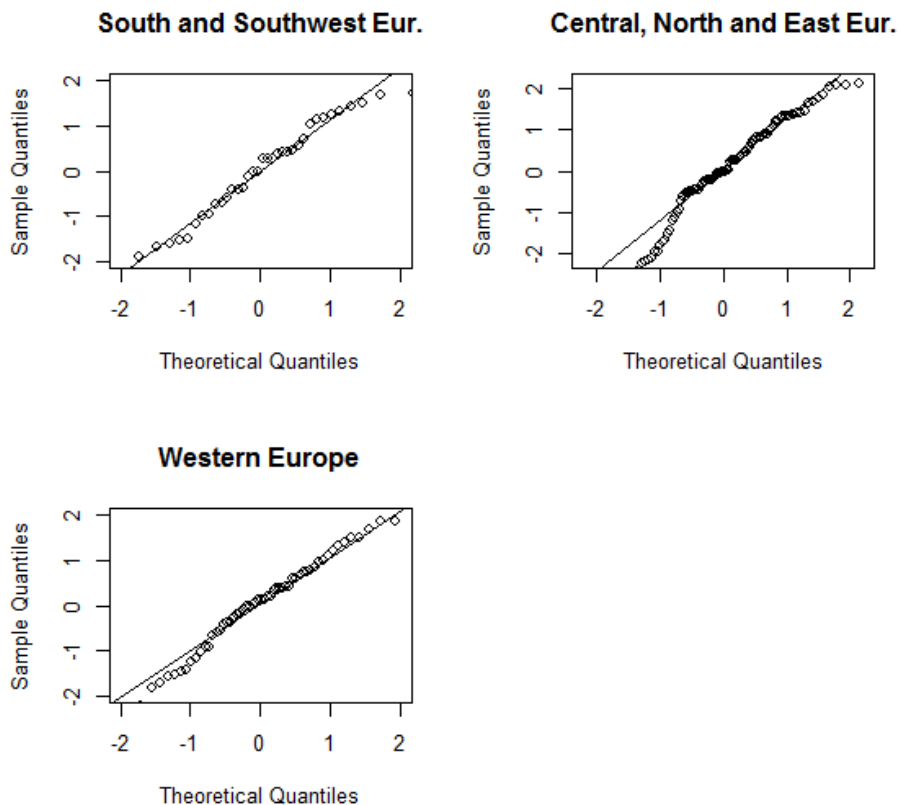 South and Southwest Eur.
Sample Quantiles
2
1
0
-1
-2
-2 -1 0 1 2
Theoretical Quantiles
Central, North and East Eur.
Sample Quantiles
2
1
0
-1
-2
-2 -1 0 1 2
Theoretical Quantiles
Western Europe
Sample Quantiles
2
1
0
-1
-2
-2 -1 0 1 2
Theoretical Quantiles